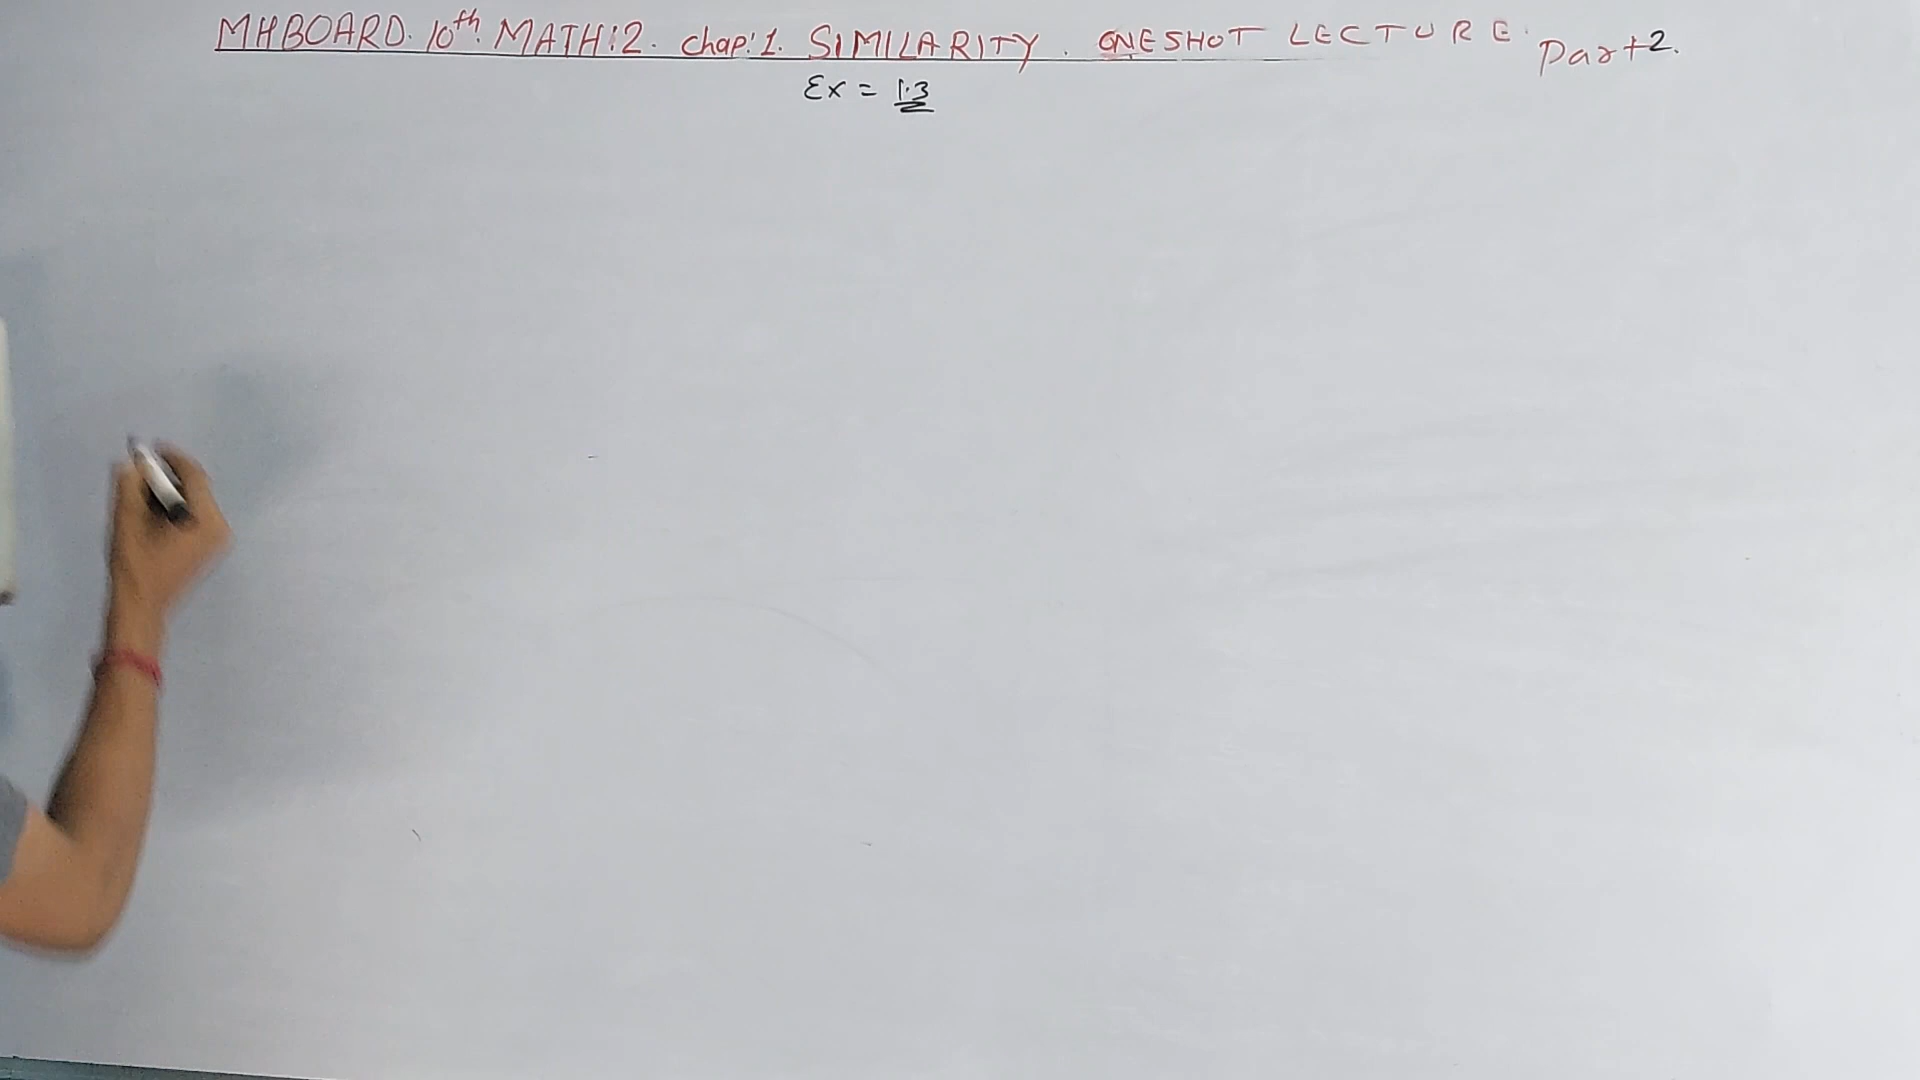 MHBOARD. 10th. MATH:2. Chap:1. SIMILARITY. ONESHOT LECTURE. Part 2.
Ex = 1.3